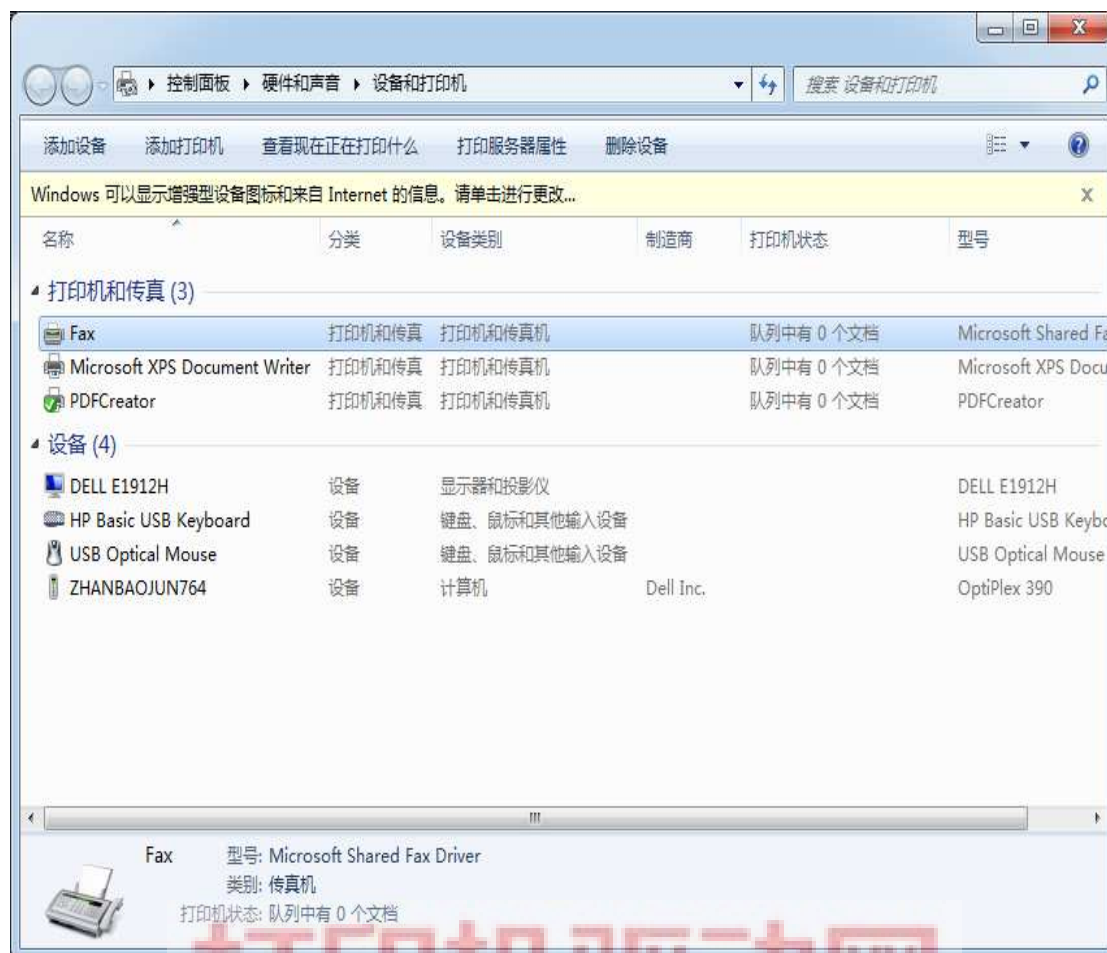 控制面板 ▸ 硬件和声音 ▸ 设备和打印机
搜索 设备和打印机
添加设备 添加打印机 查看现在正在打印什么 打印服务器属性 删除设备
Windows 可以显示增强型设备图标和来自 Internet 的信息。请单击进行更改...
名称 分类 设备类别 制造商 打印机状态 型号
打印机和传真 (3)
Fax 打印机和传真 打印机和传真机 队列中有 0 个文档 Microsoft Shared Fa
Microsoft XPS Document Writer 打印机和传真 打印机和传真机 队列中有 0 个文档 Microsoft XPS Docu
PDFCreator 打印机和传真 打印机和传真机 队列中有 0 个文档 PDFCreator
设备 (4)
DELL E1912H 设备 显示器和投影仪 DELL E1912H
HP Basic USB Keyboard 设备 键盘、鼠标和其他输入设备 HP Basic USB Keybo
USB Optical Mouse 设备 键盘、鼠标和其他输入设备 USB Optical Mouse
ZHANBAOJUN764 设备 计算机 Dell Inc. OptiPlex 390
Fax 型号: Microsoft Shared Fax Driver
类别: 传真机
打印机状态: 队列中有 0 个文档
打印机驱动网